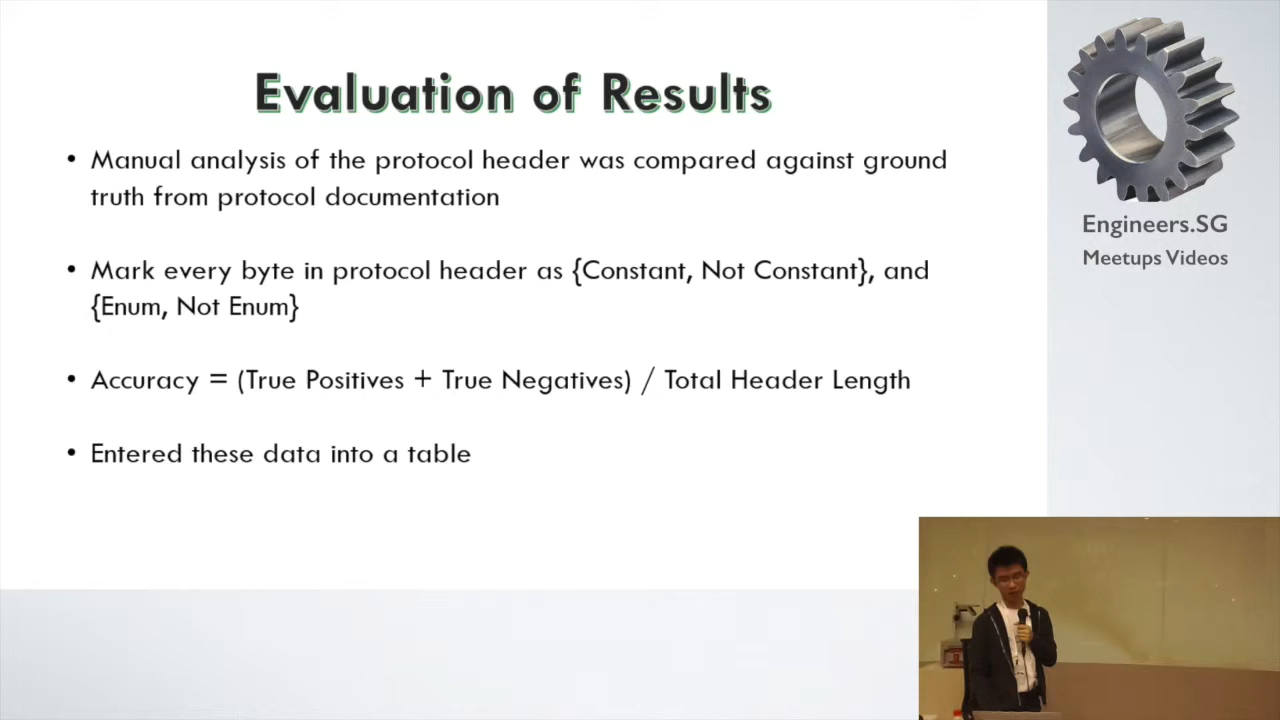 Evaluation of Results
• Manual analysis of the protocol header was compared against ground
truth from protocol documentation
• Mark every byte in protocol header as {Constant, Not Constant}, and
{Enum, Not Enum}
• Accuracy = (True Positives + True Negatives) / Total Header Length
• Entered these data into a table
Engineers.SG
Meetups Videos